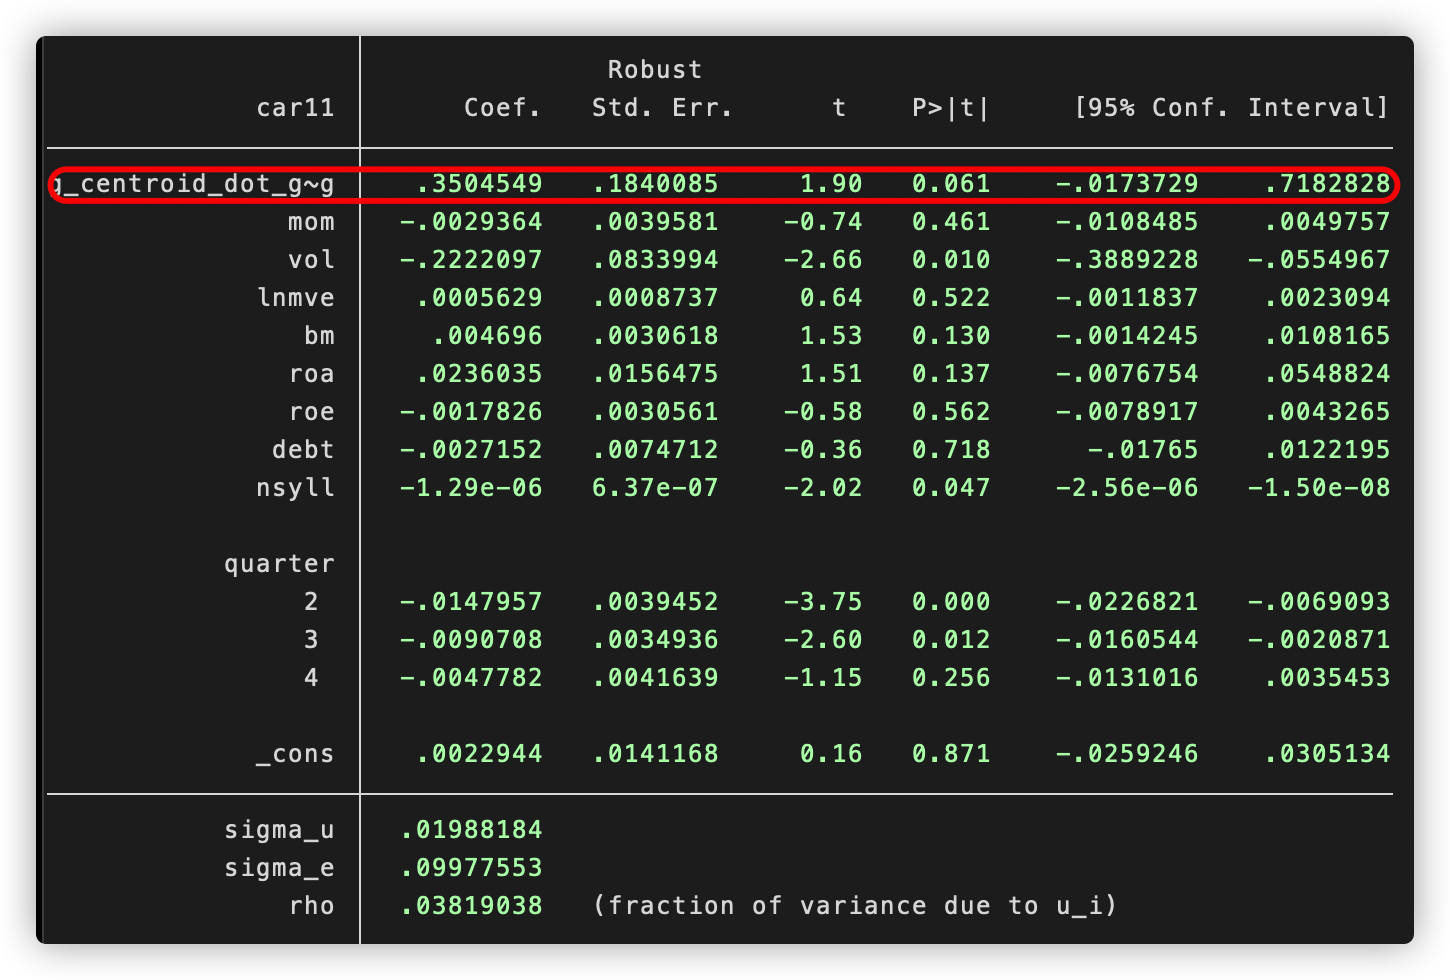 Robust
car11 Coef. Std. Err. t P>|t| [95% Conf. Interval]
g_centroid_dot_g~g .3504549 .1840085 1.90 0.061 -.0173729 .7182828
mom -.0029364 .0039581 -0.74 0.461 -.0108485 .0049757
vol -.2222097 .0833994 -2.66 0.010 -.3889228 -.0554967
lnmve .0005629 .0008737 0.64 0.522 -.0011837 .0023094
bm .004696 .0030618 1.53 0.130 -.0014245 .0108165
roa .0236035 .0156475 1.51 0.137 -.0076754 .0548824
roe -.0017826 .0030561 -0.58 0.562 -.0078917 .0043265
debt -.0027152 .0074712 -0.36 0.718 -.01765 .0122195
nsyll -1.29e-06 6.37e-07 -2.02 0.047 -2.56e-06 -1.50e-08
quarter
2 -.0147957 .0039452 -3.75 0.000 -.0226821 -.0069093
3 -.0090708 .0034936 -2.60 0.012 -.0160544 -.0020871
4 -.0047782 .0041639 -1.15 0.256 -.0131016 .0035453
_cons .0022944 .0141168 0.16 0.871 -.0259246 .0305134
sigma_u .01988184
sigma_e .09977553
rho .03819038 (fraction of variance due to u_i)